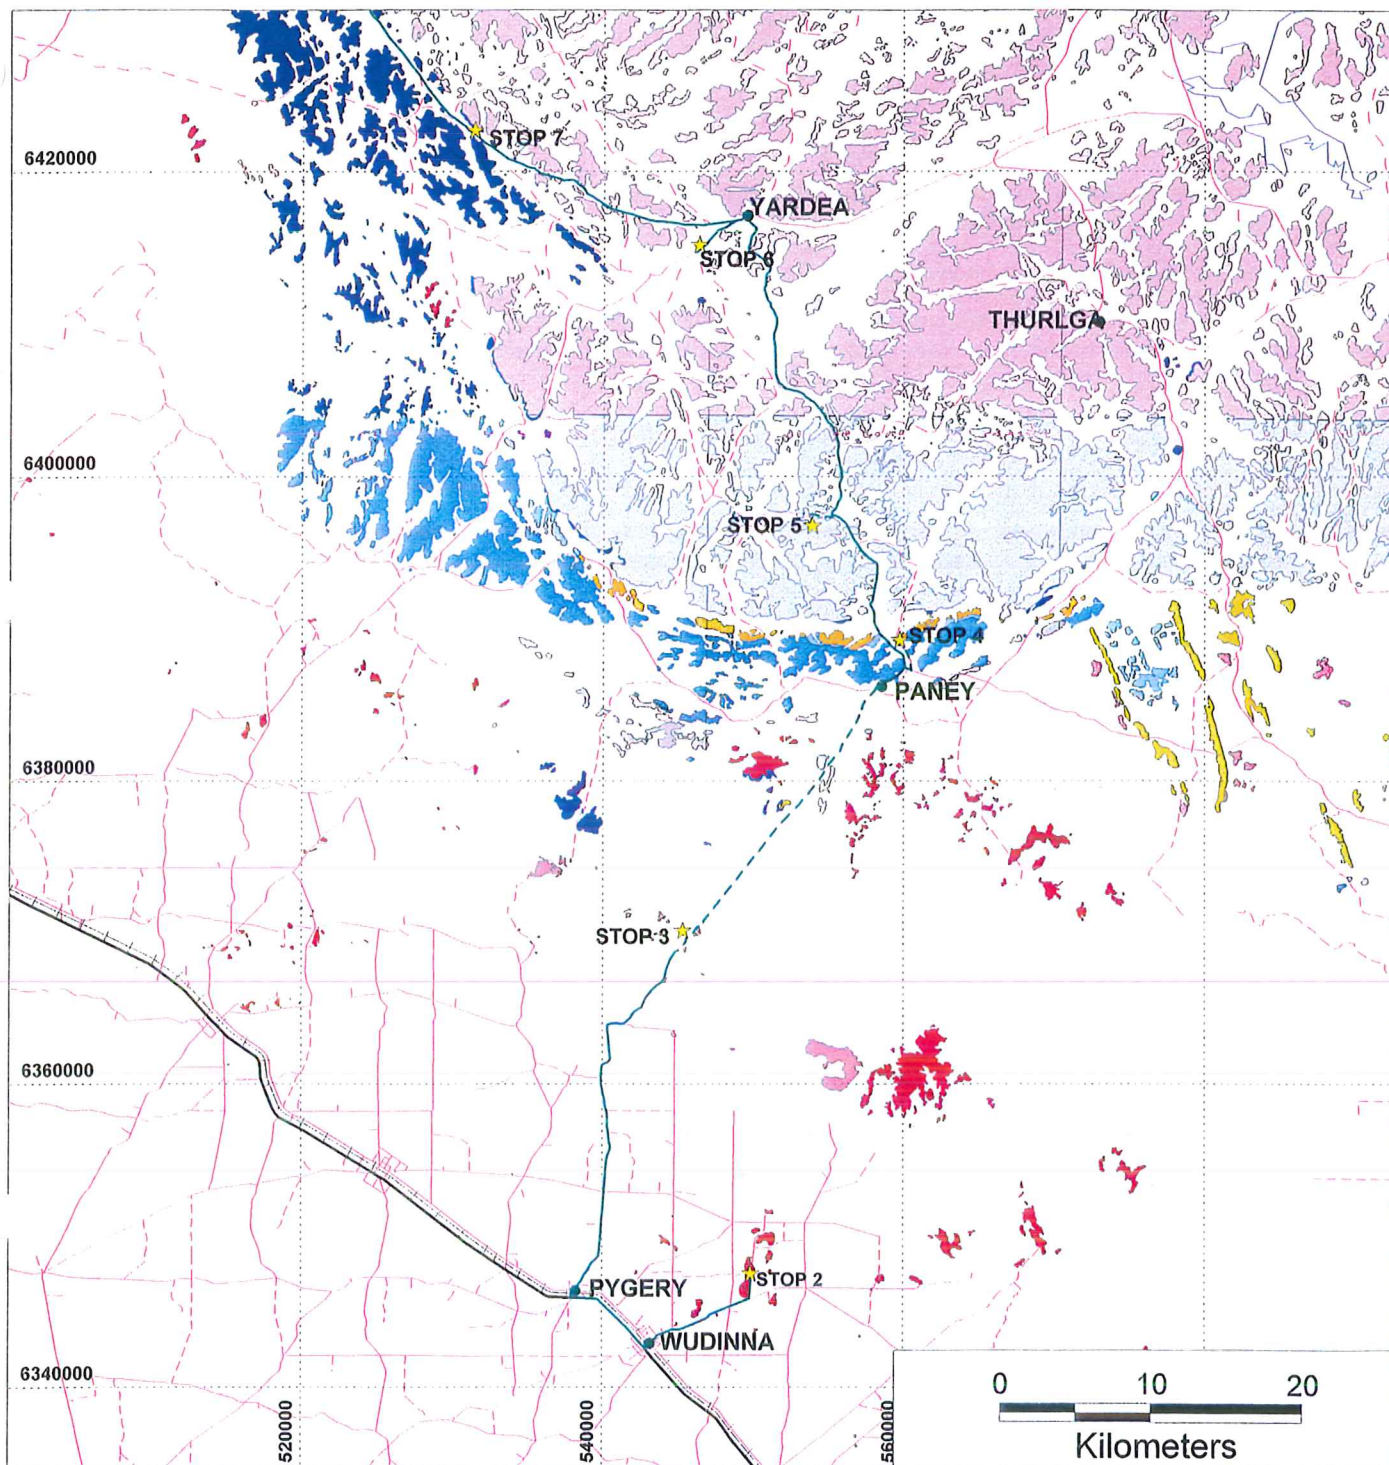 STOP 7
6420000
YARDEA
STOP 6
THURLGA
6400000
STOP 5
STOP 4
PANEY
6380000
STOP 3
6360000
STOP 2
PYGERY
WUDINNA
6340000
520000
540000
560000
0 10 20
Kilometers